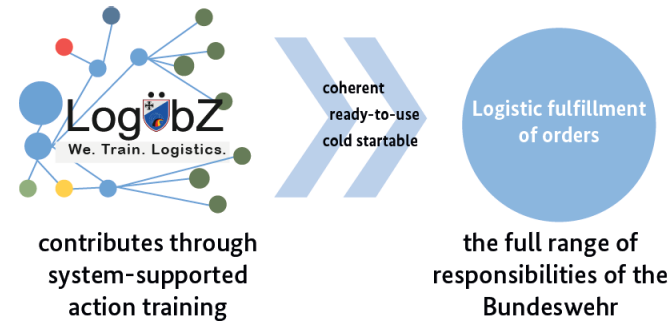 LogÜbZ
We. Train. Logistics.
contributes through
system-supported
action training
coherent
ready-to-use
cold startable
Logistic fulfillment
of orders
the full range of
responsibilities of the
Bundeswehr